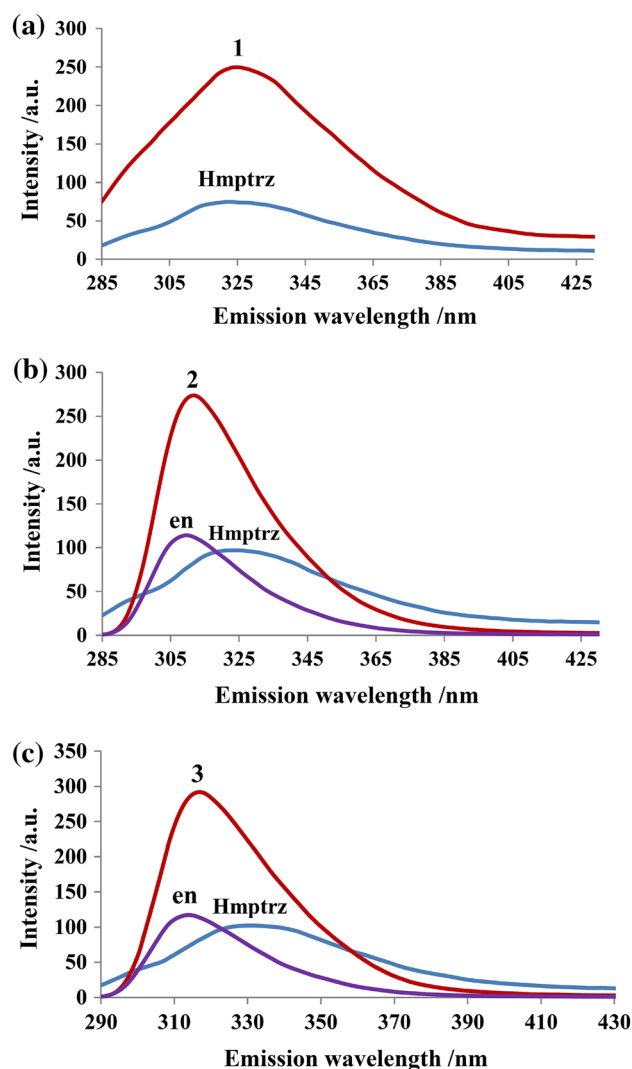 (a)
1
Hmptrz
Intensity /a.u.
300
250
200
150
100
50
0
285 305 325 345 365 385 405 425
Emission wavelength /nm
(b)
2
en
Hmptrz
Intensity /a.u.
300
250
200
150
100
50
0
285 305 325 345 365 385 405 425
Emission wavelength /nm
(c)
3
en
Hmptrz
Intensity /a.u.
350
300
250
200
150
100
50
0
290 310 330 350 370 390 410 430
Emission wavelength /nm